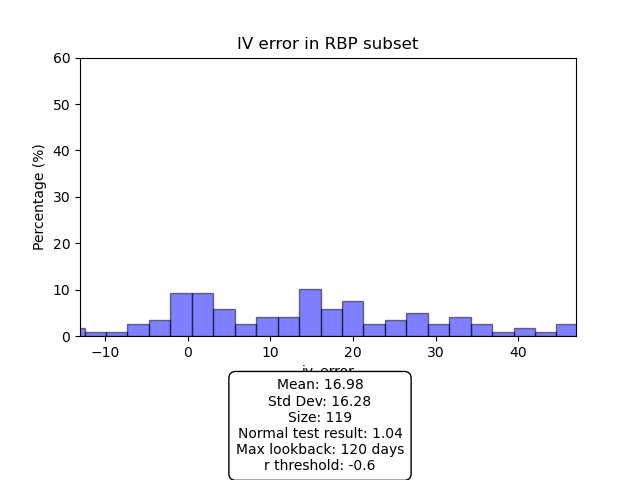 IV error in RBP subset
Percentage (%)
60
50
40
30
20
10
0
−10 0 10 20 30 40
iv_error
Mean: 16.98
Std Dev: 16.28
Size: 119
Normal test result: 1.04
Max lookback: 120 days
r threshold: -0.6